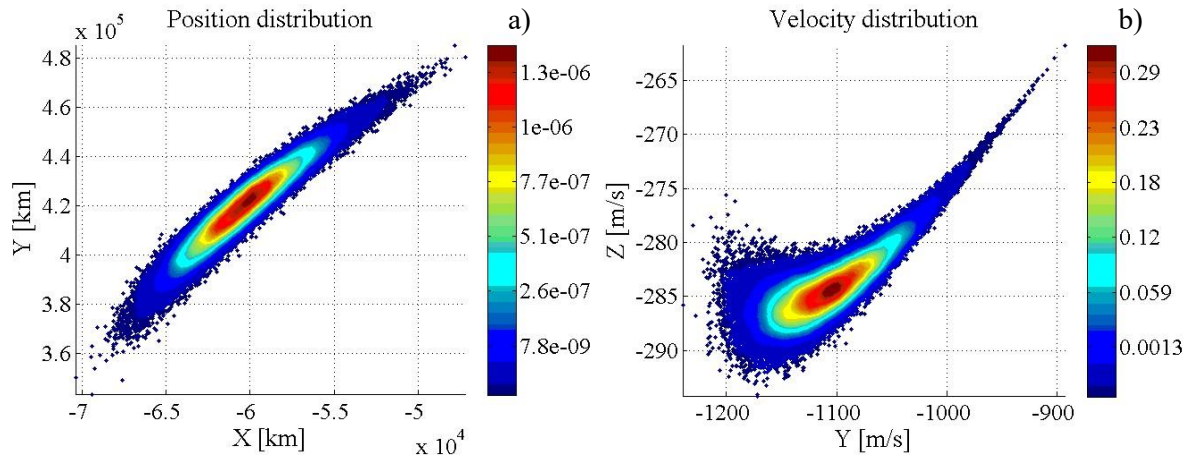 Position distribution
a)
x 10^5
Y [km]
4.8
4.6
4.4
4.2
4
3.8
3.6
-7
-6.5
-6
-5.5
-5
X [km]
x 10^4
1.3e-06
1e-06
7.7e-07
5.1e-07
2.6e-07
7.8e-09
Velocity distribution
b)
Z [m/s]
-265
-270
-275
-280
-285
-290
-1200
-1100
-1000
-900
Y [m/s]
0.29
0.23
0.18
0.12
0.059
0.0013